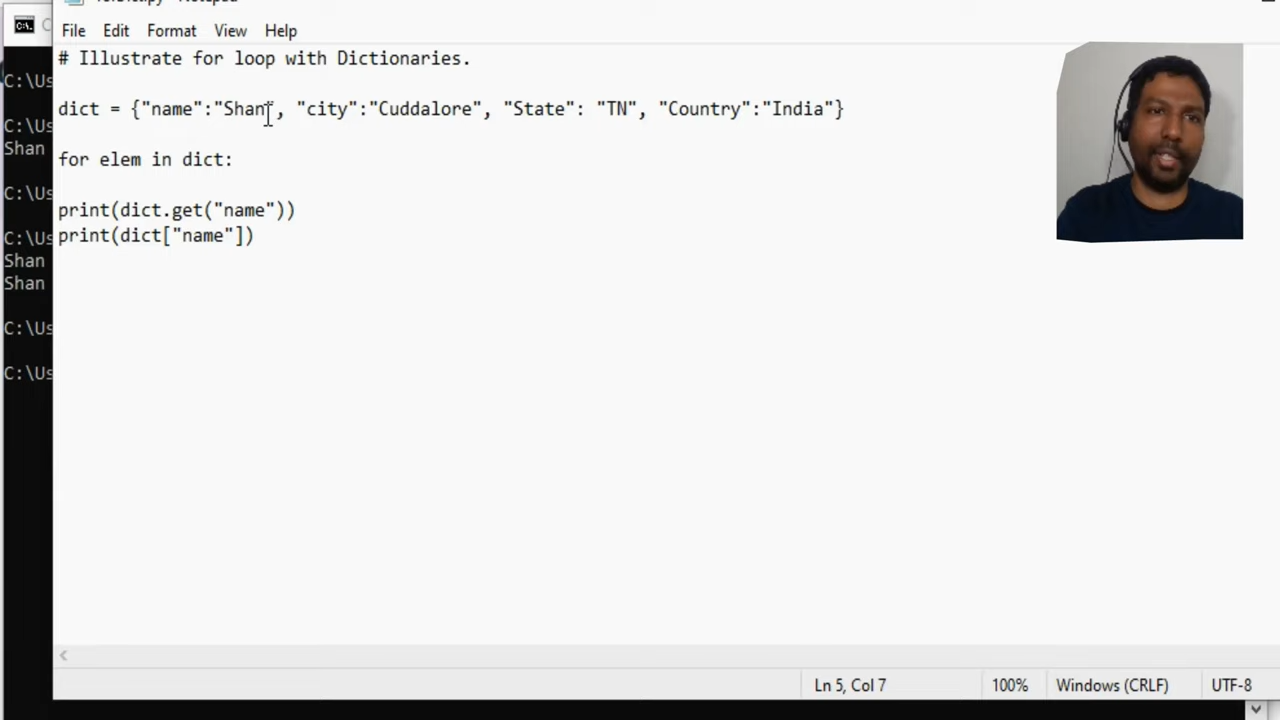 File Edit Format View Help
# Illustrate for loop with Dictionaries.
dict = {"name":"Shan", "city":"Cuddalore", "State": "TN", "Country":"India"}
for elem in dict:
print(dict.get("name"))
print(dict["name"])
C:\Us
C:\Us
Shan
C:\Us
C:\Us
Shan
Shan
C:\Us
C:\Us
Ln 5, Col 7
100%
Windows (CRLF)
UTF-8